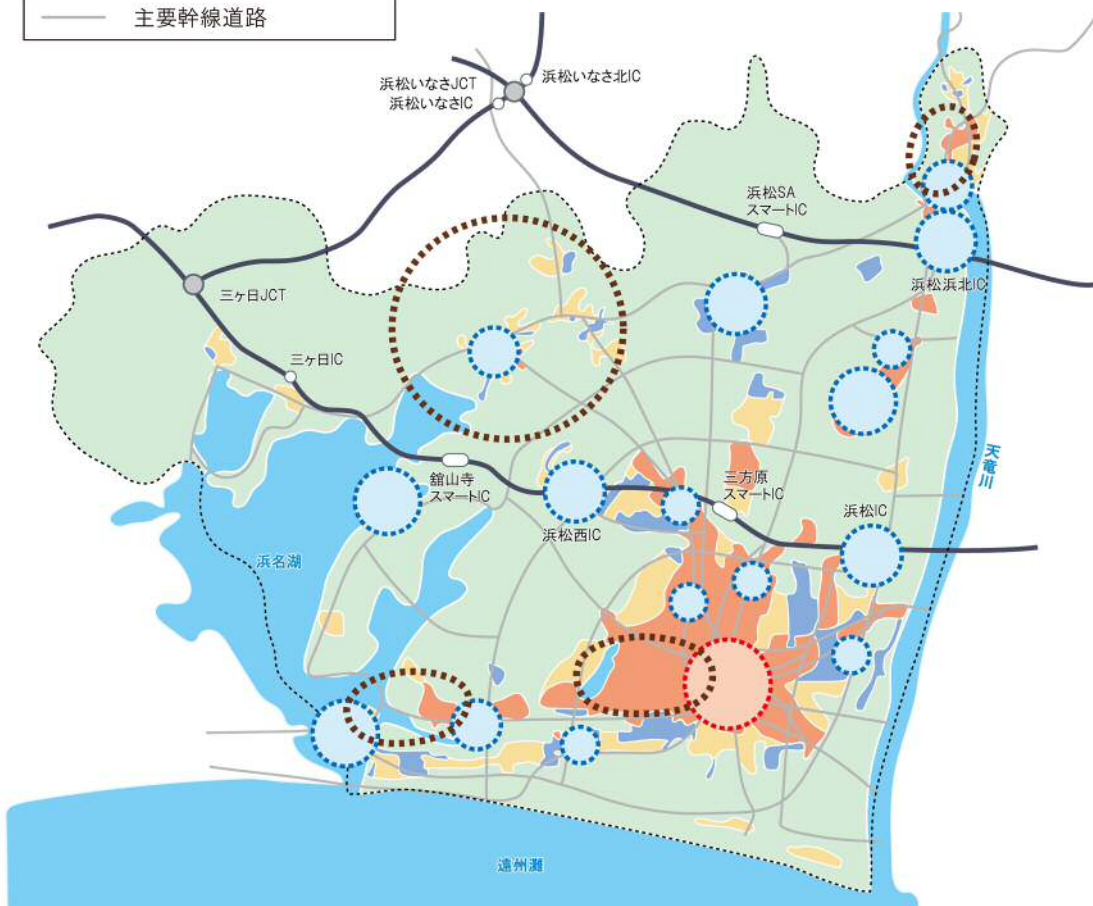 主要幹線道路
浜松いなさ北IC
浜松いなさJCT
浜松いなさIC
浜松SA
スマートIC
浜松浜北IC
三ヶ日JCT
三ヶ日IC
舘山寺
スマートIC
浜松西IC
三方原
スマートIC
浜松IC
天竜川
浜名湖
遠州灘